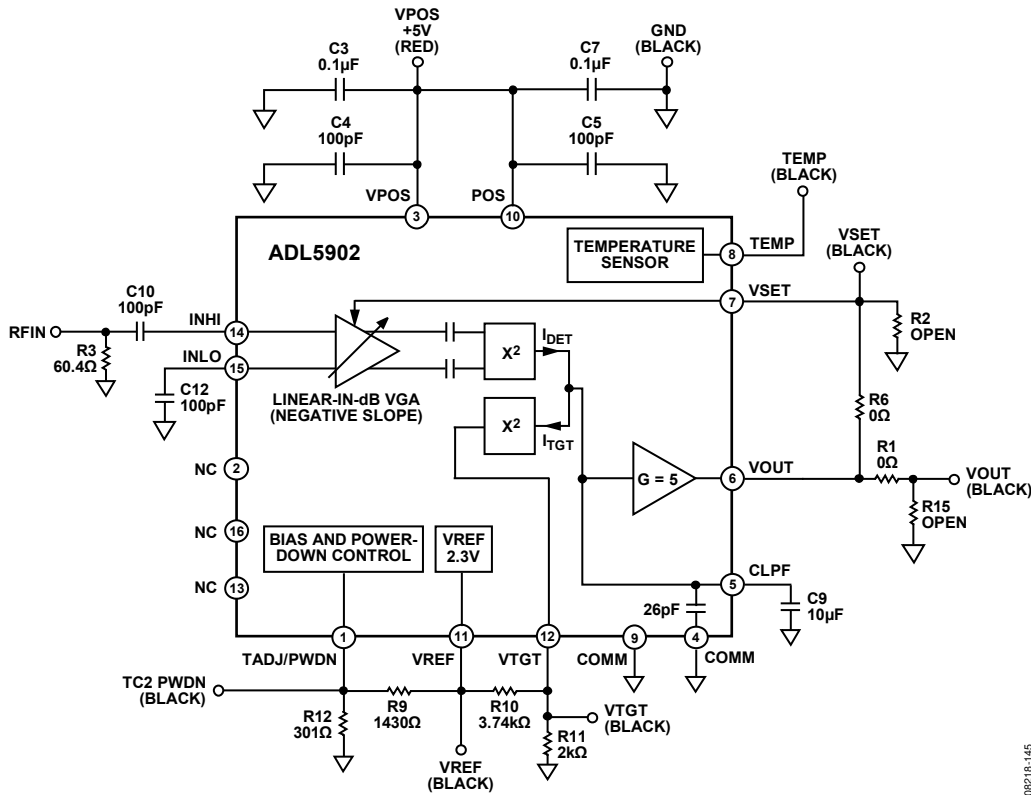 VPOS
+5V
(RED)
GND
(BLACK)
C3
0.1µF
C7
0.1µF
C4
100pF
C5
100pF
TEMP
(BLACK)
VPOS
POS
3
10
ADL5902
TEMPERATURE
SENSOR
8
TEMP
VSET
(BLACK)
7
VSET
C10
100pF
INHI
RFIN
14
R3
60.4Ω
INLO
15
C12
100pF
LINEAR-IN-dB VGA
(NEGATIVE SLOPE)
X2
IDET
X2
ITGT
R2
OPEN
R6
0Ω
R1
0Ω
G = 5
6
VOUT
VOUT
(BLACK)
R15
OPEN
NC
2
NC
16
NC
13
BIAS AND POWER-
DOWN CONTROL
VREF
2.3V
26pF
5
CLPF
C9
10µF
1
11
12
9
4
TADJ/PWDN
VREF
VTGT
COMM
COMM
TC2 PWDN
(BLACK)
R9
1430Ω
R10
3.74kΩ
R12
301Ω
VTGT
(BLACK)
R11
2kΩ
VREF
(BLACK)
08218-145